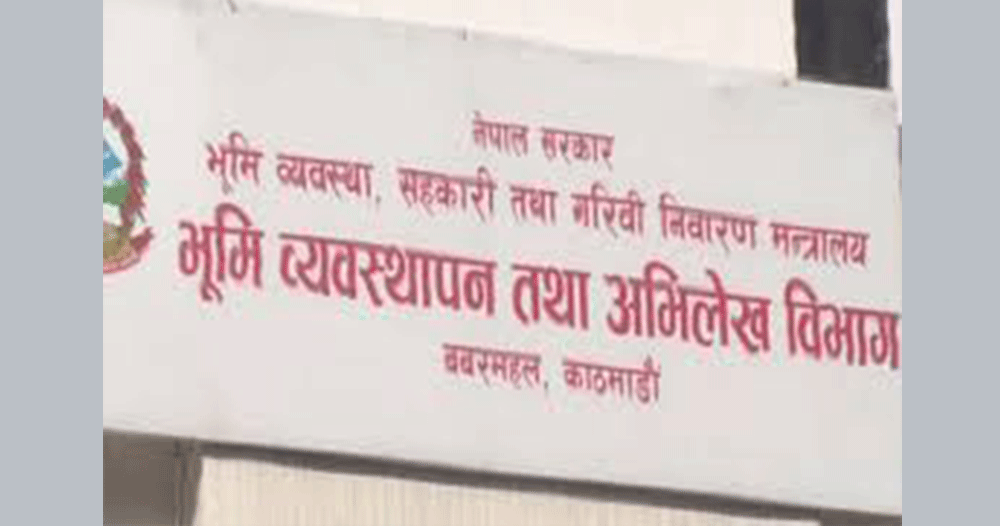 नेपाल सरकार
भूमि व्यवस्था, सहकारी तथा गरिवी निवारण मन्त्रालय
भूमि व्यवस्थापन तथा अभिलेख विभाग
बबरमहल, काठमाडौं